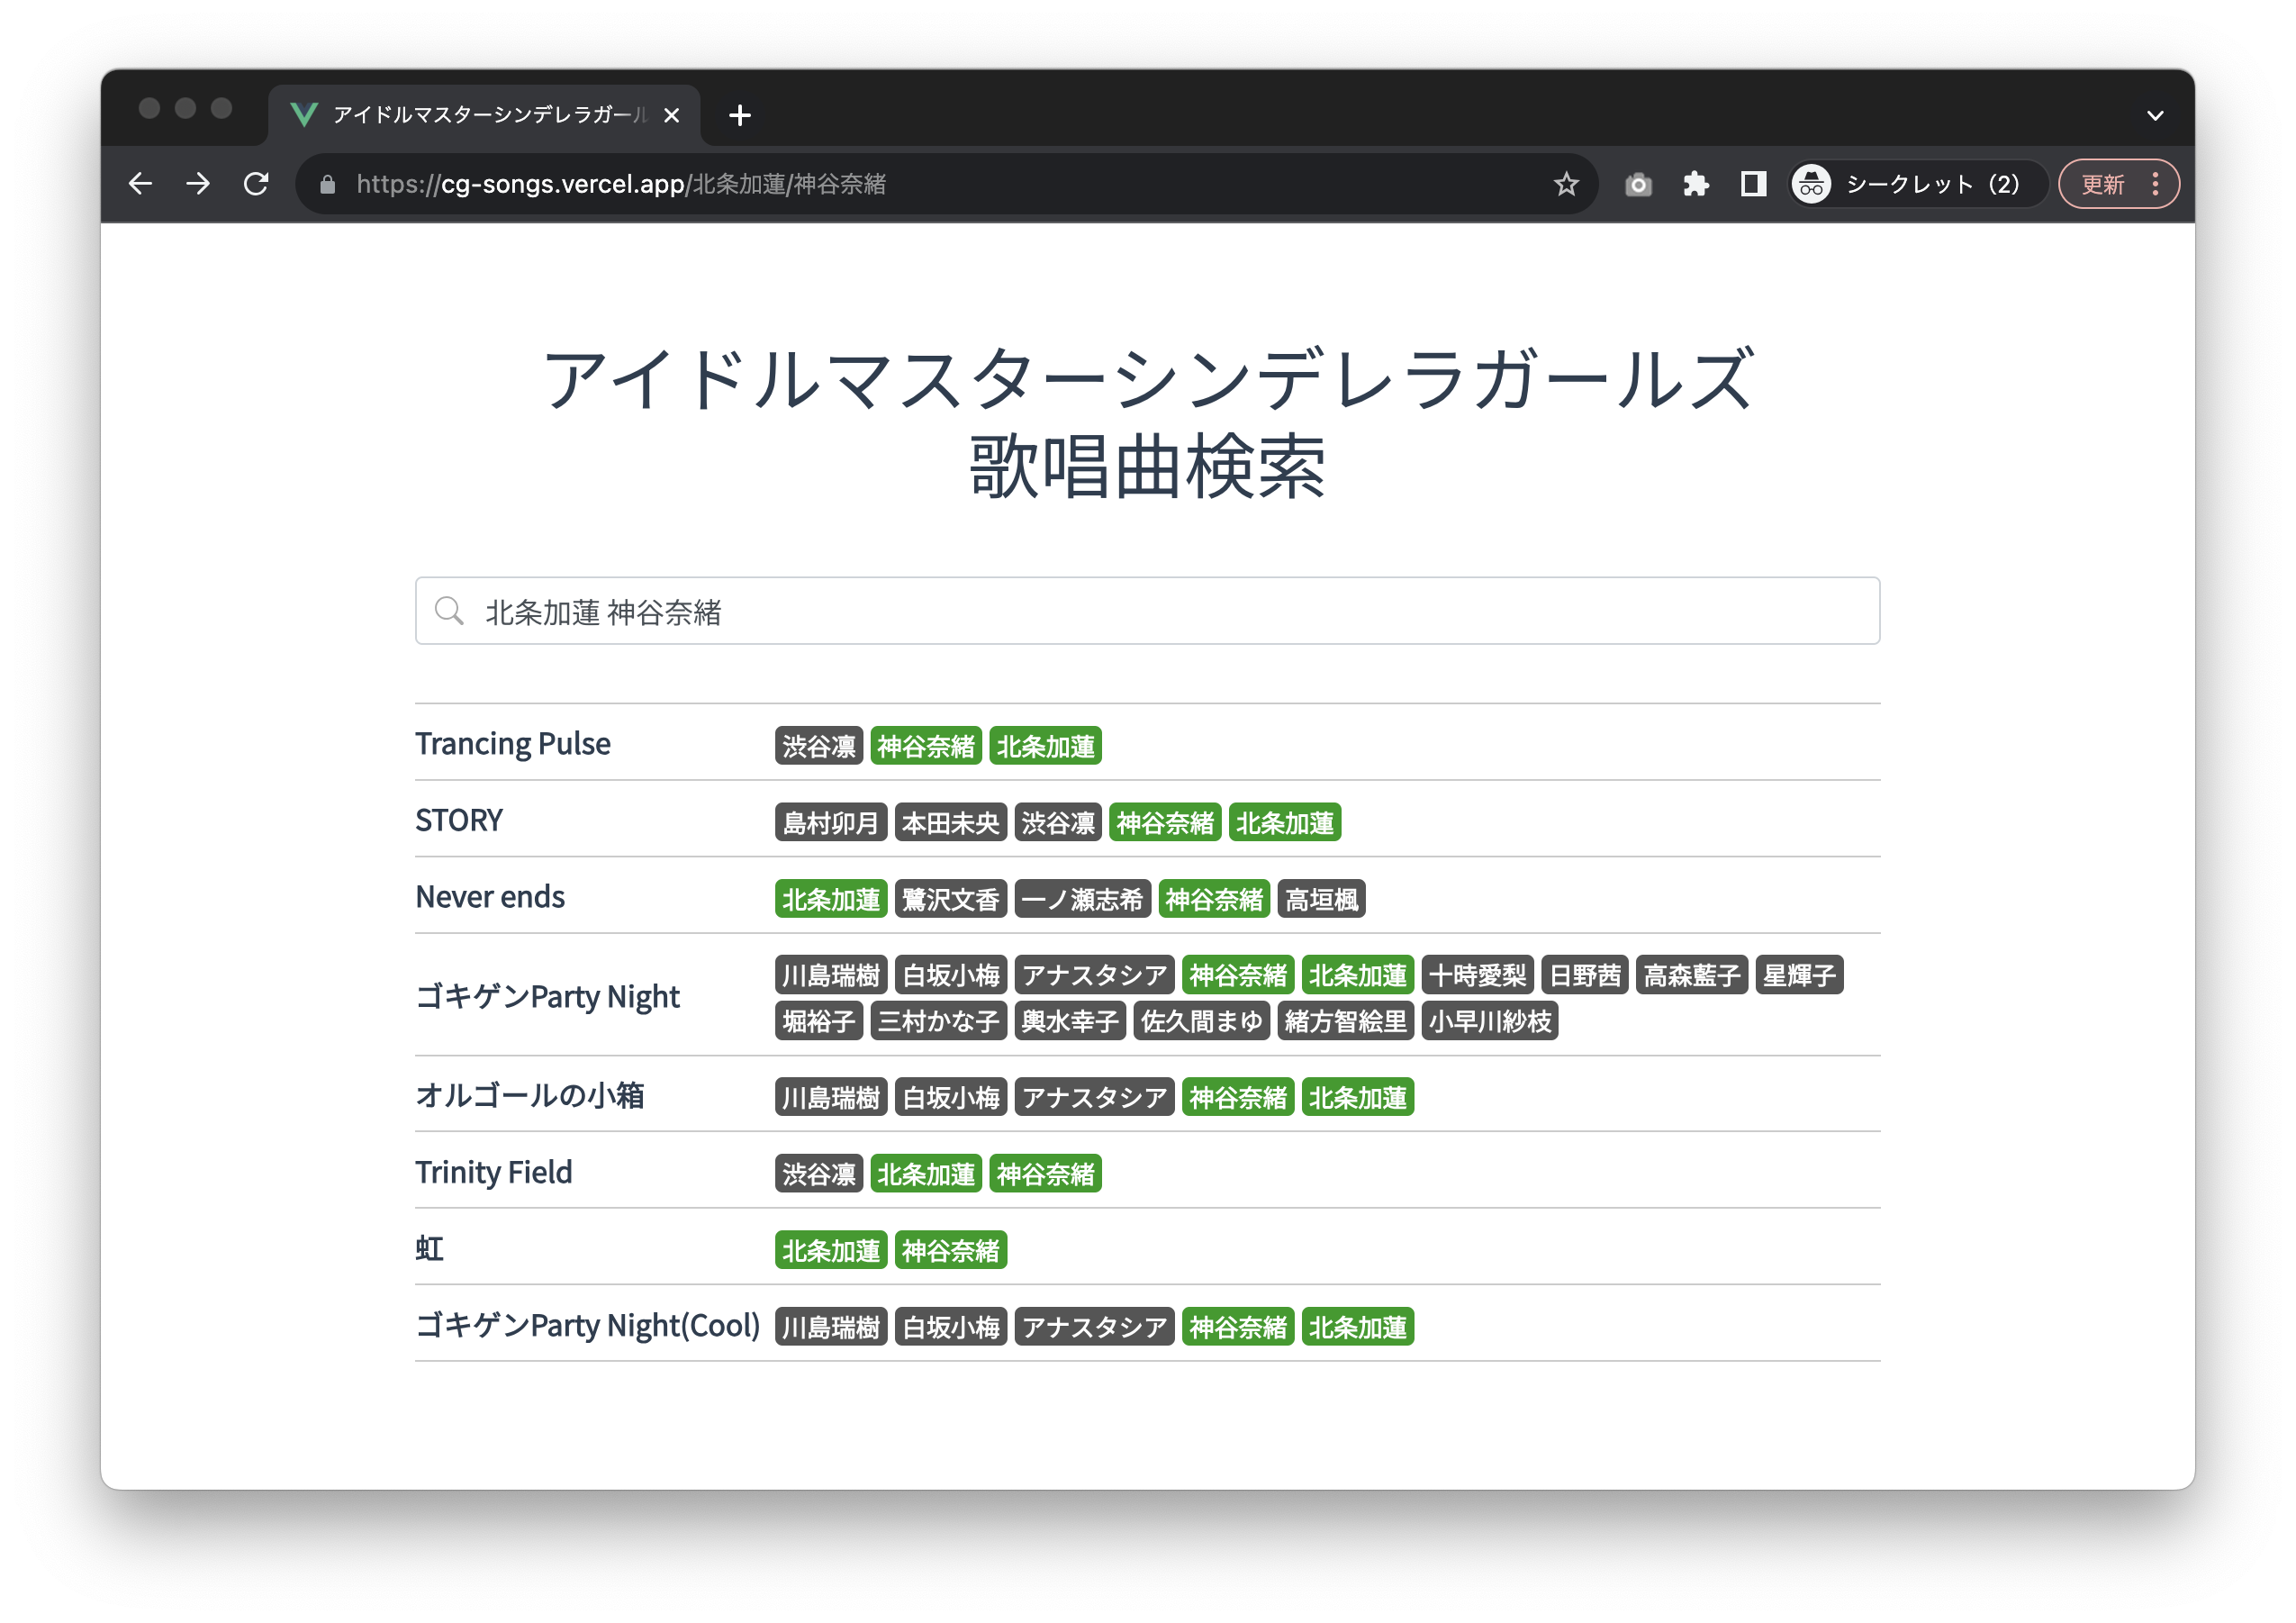 アイドルマスターシンデレラガール
https://cg-songs.vercel.app/北条加蓮/神谷奈緒
シークレット (2)
更新
アイドルマスターシンデレラガールズ
歌唱曲検索
北条加蓮 神谷奈緒
Trancing Pulse 渋谷凛 神谷奈緒 北条加蓮
STORY 島村卯月 本田未央 渋谷凛 神谷奈緒 北条加蓮
Never ends 北条加蓮 鷺沢文香 一ノ瀬志希 神谷奈緒 高垣楓
ゴキゲンParty Night 川島瑞樹 白坂小梅 アナスタシア 神谷奈緒 北条加蓮 十時愛梨 日野茜 高森藍子 星輝子
堀裕子 三村かな子 輿水幸子 佐久間まゆ 緒方智絵里 小早川紗枝
オルゴールの小箱 川島瑞樹 白坂小梅 アナスタシア 神谷奈緒 北条加蓮
Trinity Field 渋谷凛 北条加蓮 神谷奈緒
虹 北条加蓮 神谷奈緒
ゴキゲンParty Night(Cool) 川島瑞樹 白坂小梅 アナスタシア 神谷奈緒 北条加蓮